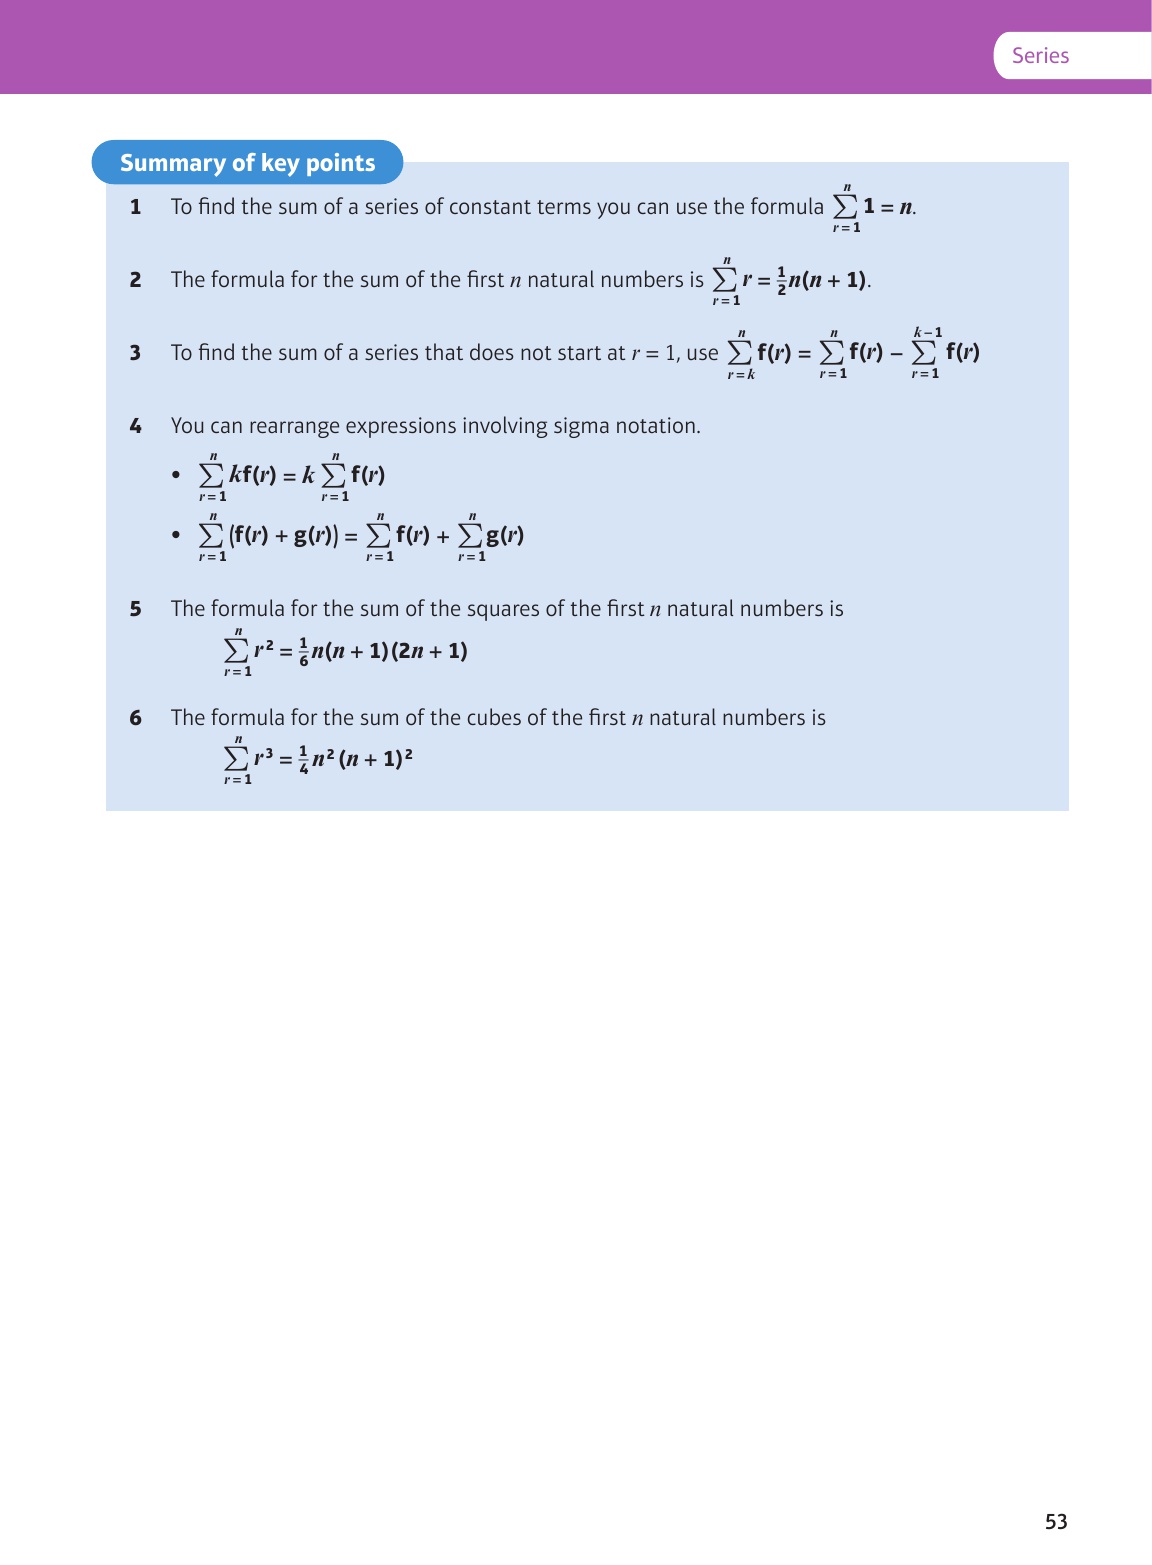 Series
Summary of key points
1 To find the sum of a series of constant terms you can use the formula \sum_{r=1}^{n} 1 = n.
2 The formula for the sum of the first n natural numbers is \sum_{r=1}^{n} r = \frac{1}{2}n(n + 1).
3 To find the sum of a series that does not start at r = 1, use \sum_{r=k}^{n} f(r) = \sum_{r=1}^{n} f(r) − \sum_{r=1}^{k−1} f(r)
4 You can rearrange expressions involving sigma notation.
• \sum_{r=1}^{n} kf(r) = k \sum_{r=1}^{n} f(r)
• \sum_{r=1}^{n} (f(r) + g(r)) = \sum_{r=1}^{n} f(r) + \sum_{r=1}^{n} g(r)
5 The formula for the sum of the squares of the first n natural numbers is
\sum_{r=1}^{n} r² = \frac{1}{6}n(n + 1)(2n + 1)
6 The formula for the sum of the cubes of the first n natural numbers is
\sum_{r=1}^{n} r³ = \frac{1}{4}n²(n + 1)²
53